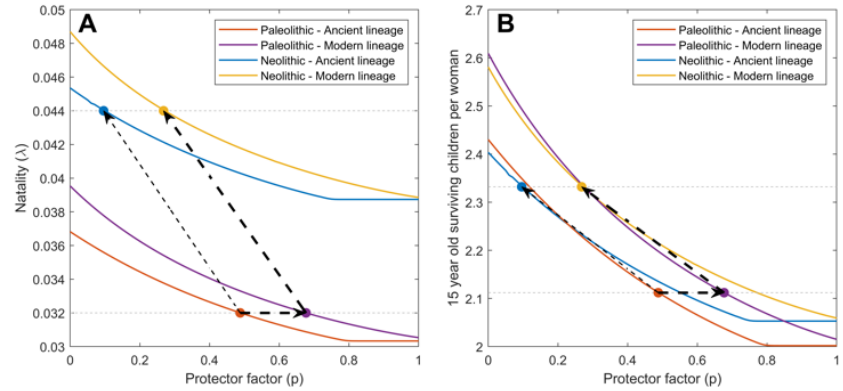 A
Paleolithic - Ancient lineage
Paleolithic - Modern lineage
Neolithic - Ancient lineage
Neolithic - Modern lineage
0.05
0.048
0.046
0.044
0.042
0.04
0.038
0.036
0.034
0.032
0.03
Natality (λ)
0
0.2
0.4
0.6
0.8
1
Protector factor (p)
B
Paleolithic - Ancient lineage
Paleolithic - Modern lineage
Neolithic - Ancient lineage
Neolithic - Modern lineage
2.7
2.6
2.5
2.4
2.3
2.2
2.1
2
15 year old surviving children per woman
0
0.2
0.4
0.6
0.8
1
Protector factor (p)